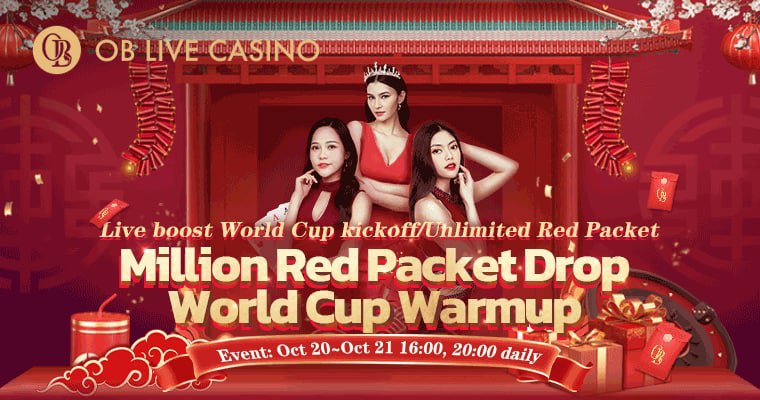 OB LIVE CASINO
Live boost World Cup kickoff/Unlimited Red Packet
Million Red Packet Drop
World Cup Warmup
Event: Oct 20~Oct 21 16:00, 20:00 daily